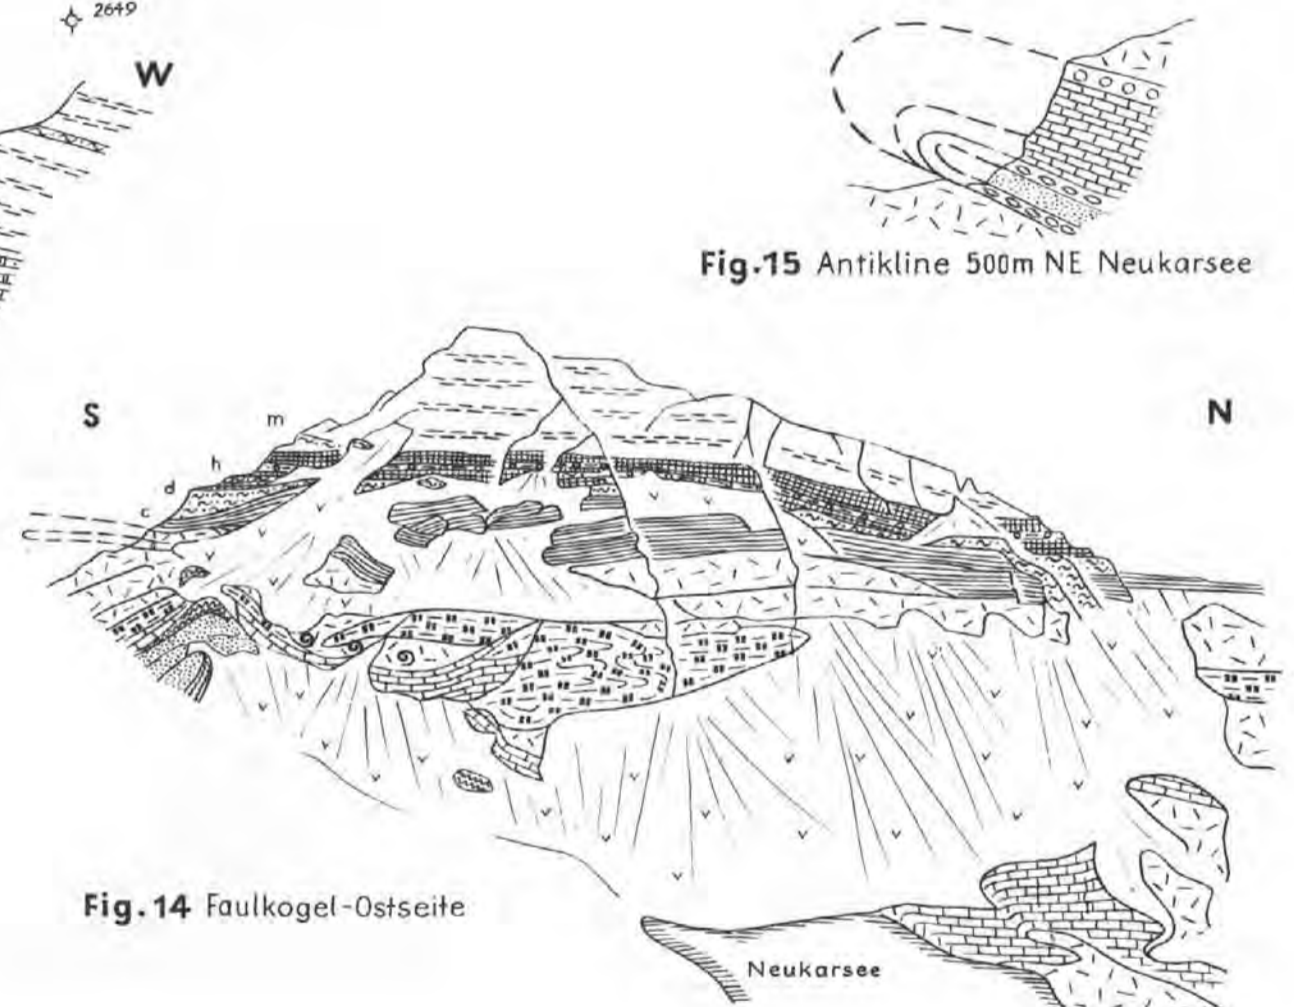 2649
W
Fig.15 Antikline 500m NE Neukarsee
S
N
m
h
d
c
Fig.14 Faulkogel-Ostseite
Neukarsee